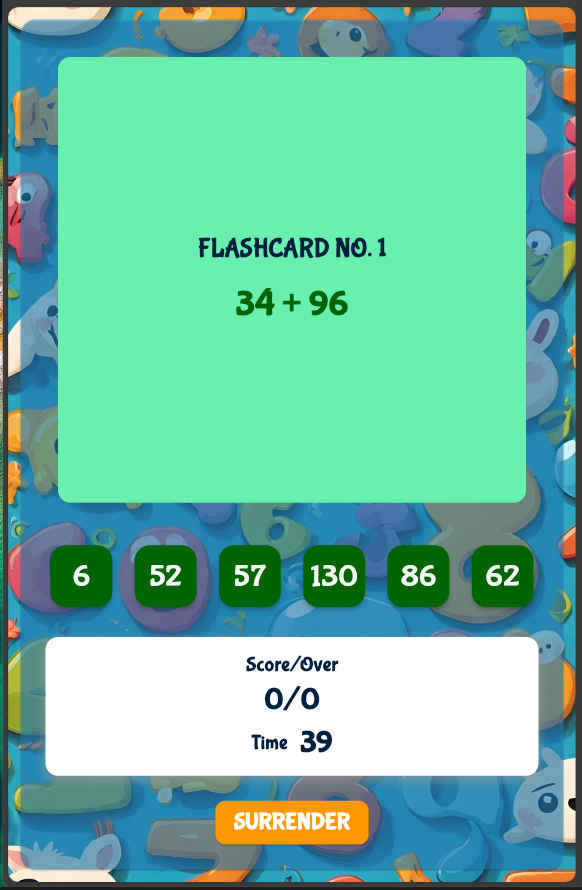 FLASHCARD NO. 1
34 + 96
6 52 57 130 86 62
Score/Over
0/0
Time 39
SURRENDER